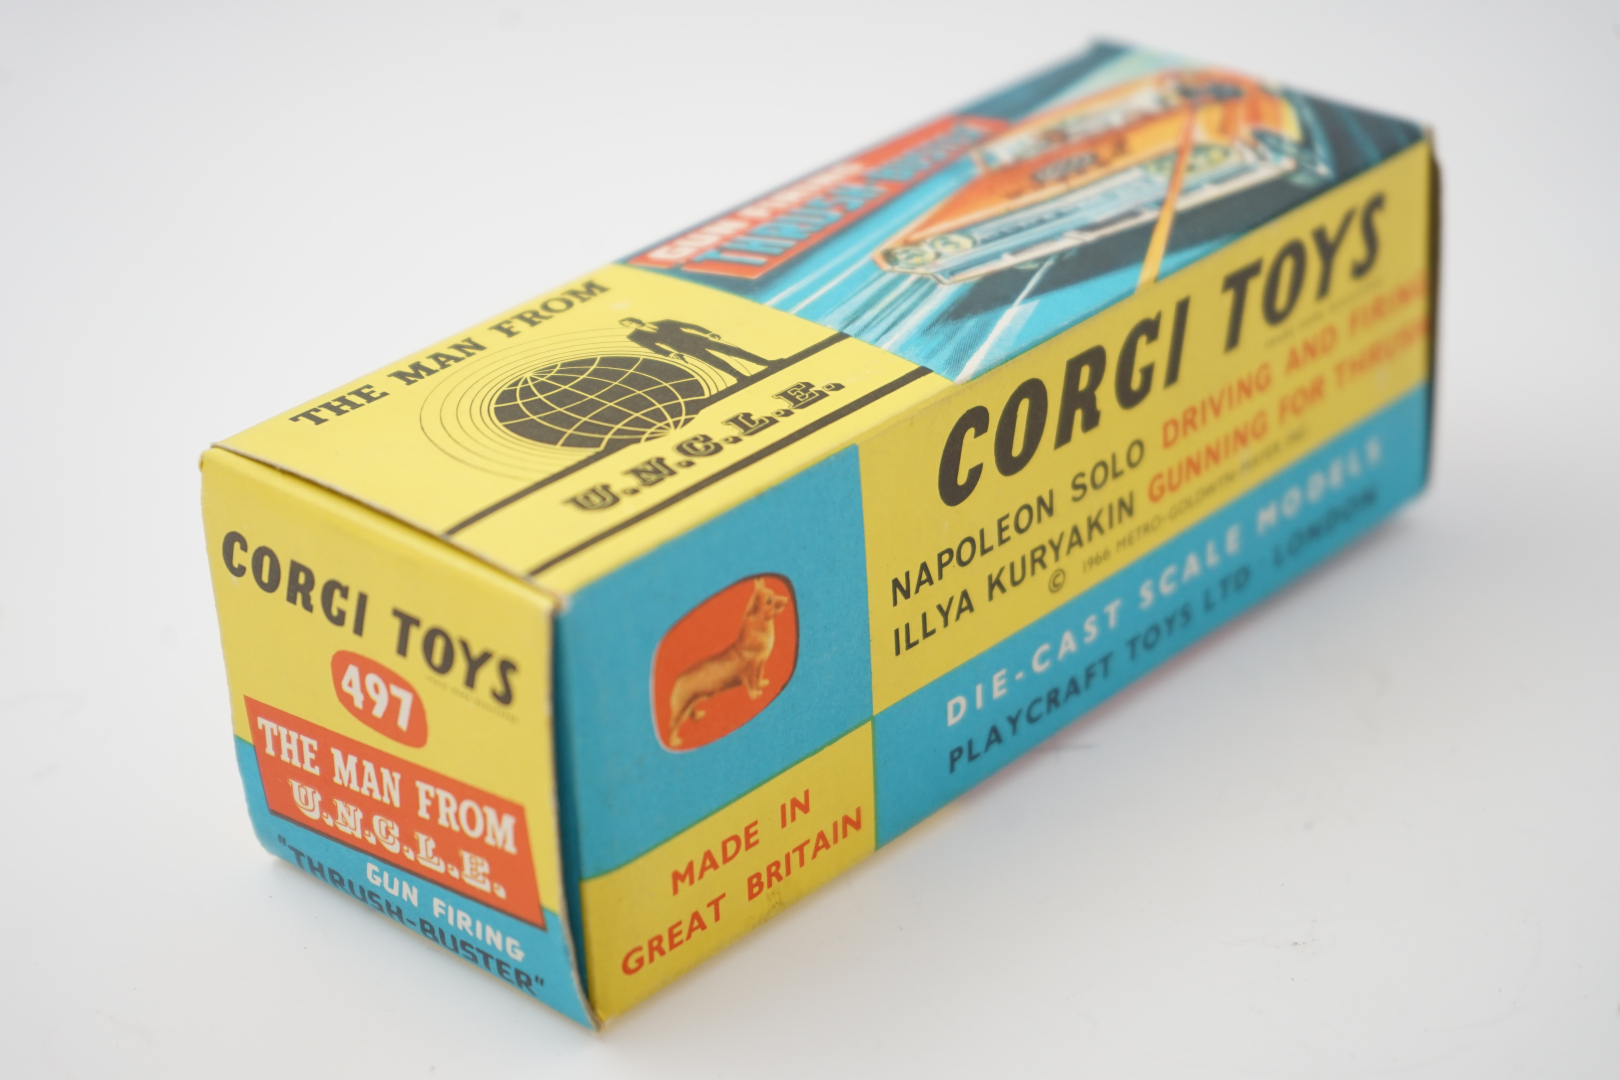 GUN-FIRING
THRUSH-BUSTER
THE MAN FROM
U.N.C.L.E.
CORGI TOYS
497
THE MAN FROM
U.N.C.L.E.
GUN FIRING
"THRUSH-BUSTER"
MADE IN
GREAT BRITAIN
CORGI TOYS
NAPOLEON SOLO DRIVING AND FIRING
ILLYA KURYAKIN GUNNING FOR THRUSH
© 1966 METRO-GOLDWYN-MAYER INC.
DIE-CAST SCALE MODELS
PLAYCRAFT TOYS LTD LONDON